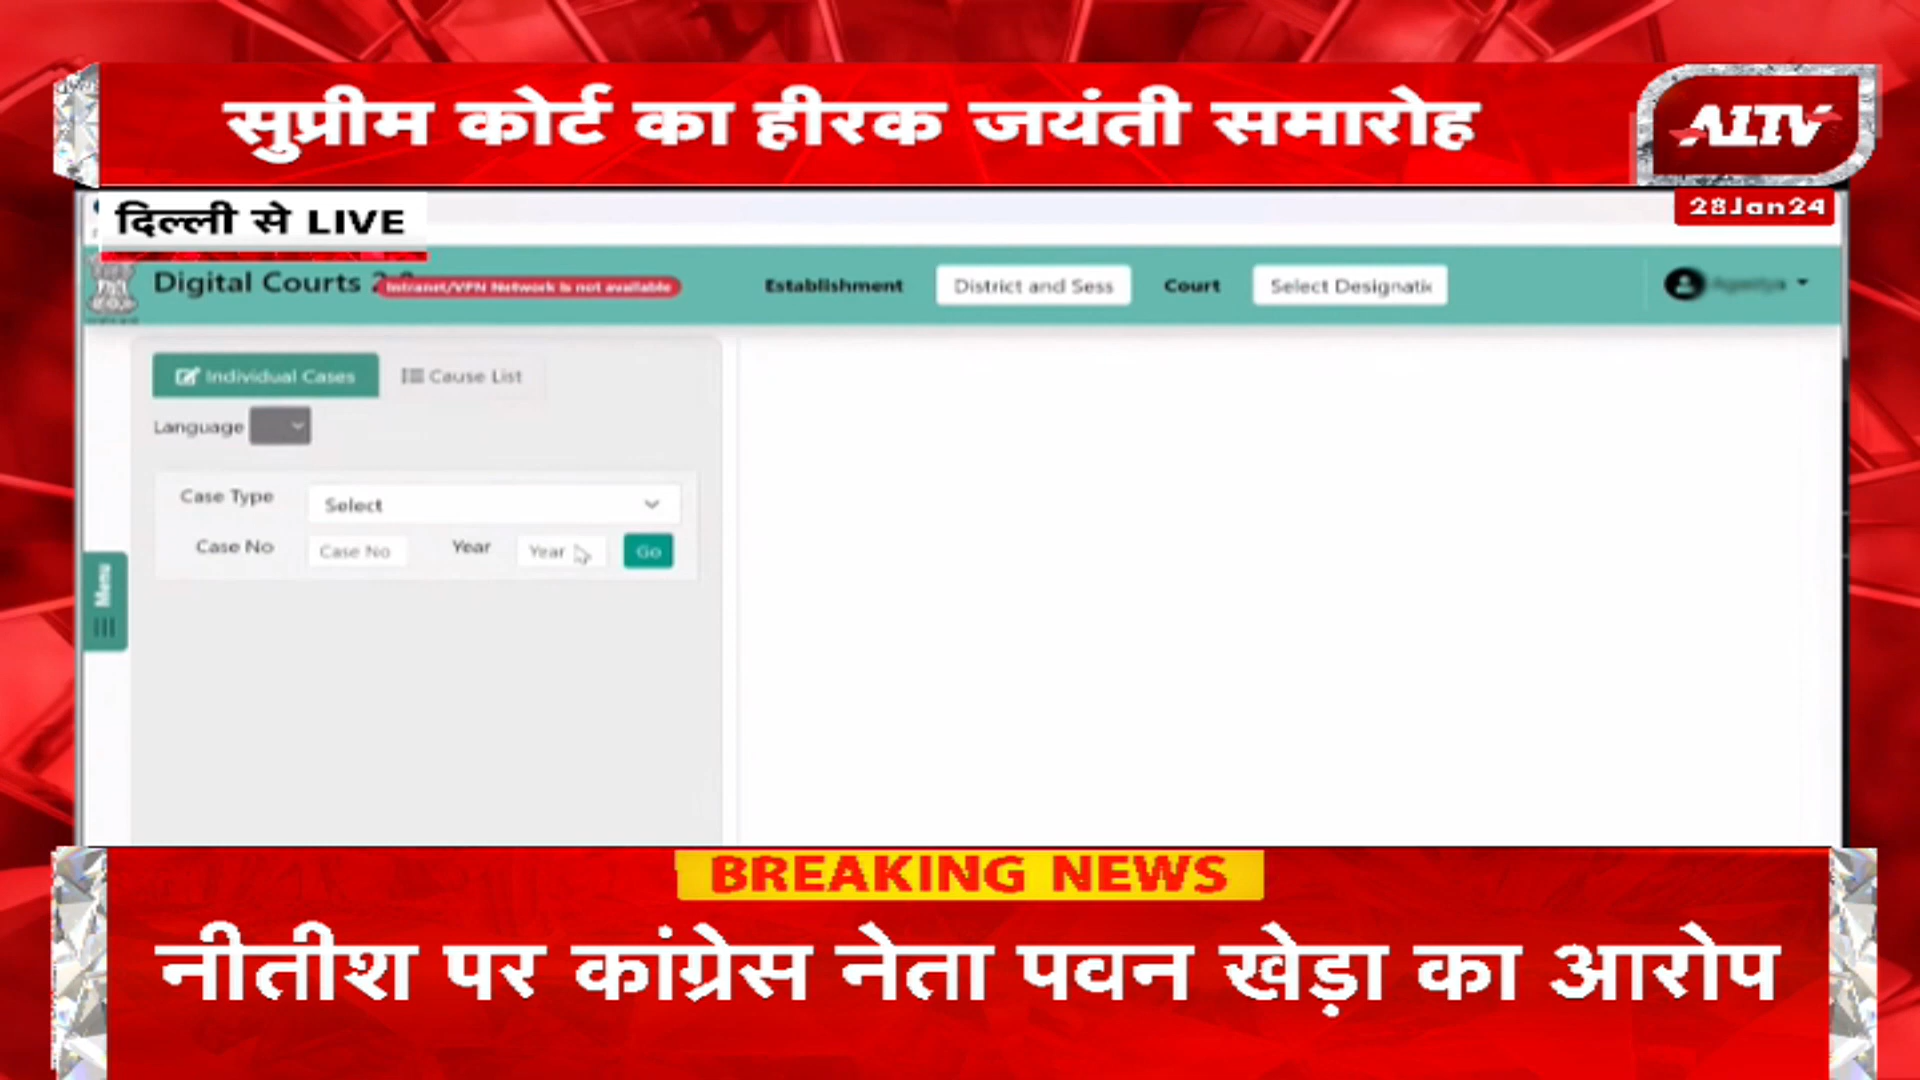 सुप्रीम कोर्ट का हीरक जयंती समारोह
ALTV
दिल्ली से LIVE
28Jan24
Digital Courts
Intranet/VPN Network is not available
Establishment
District and Sess
Court
Select Designatic
Individual Cases
Cause List
Language
Case Type
Select
Case No
Case No
Year
Year
Go
Menu
BREAKING NEWS
नीतीश पर कांग्रेस नेता पवन खेड़ा का आरोप